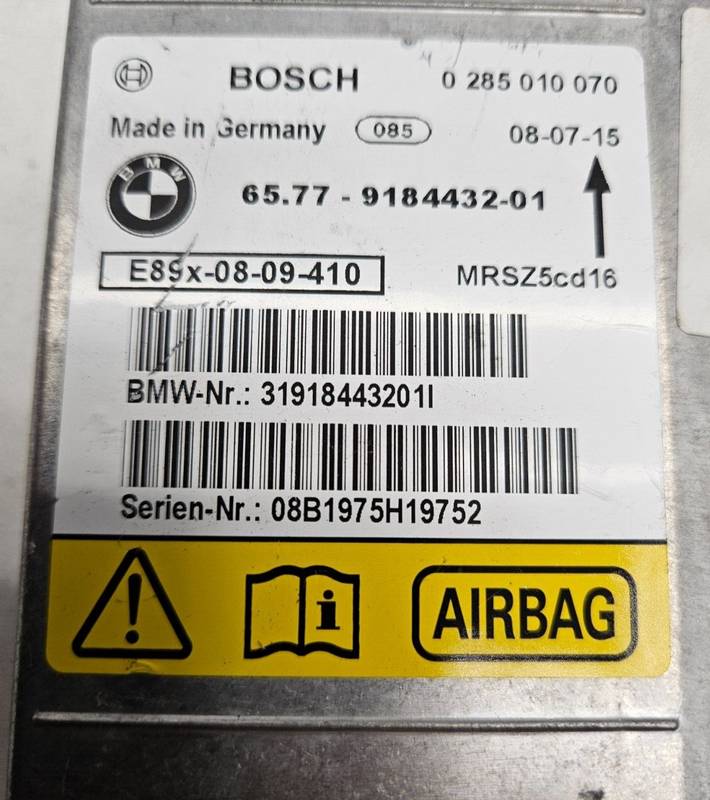 BOSCH 0 285 010 070
Made in Germany 085 08-07-15
BMW 65.77 - 9184432-01
E89x-08-09-410 MRSZ5cd16
BMW-Nr.: 31918443201I
Serien-Nr.: 08B1975H19752
! i AIRBAG